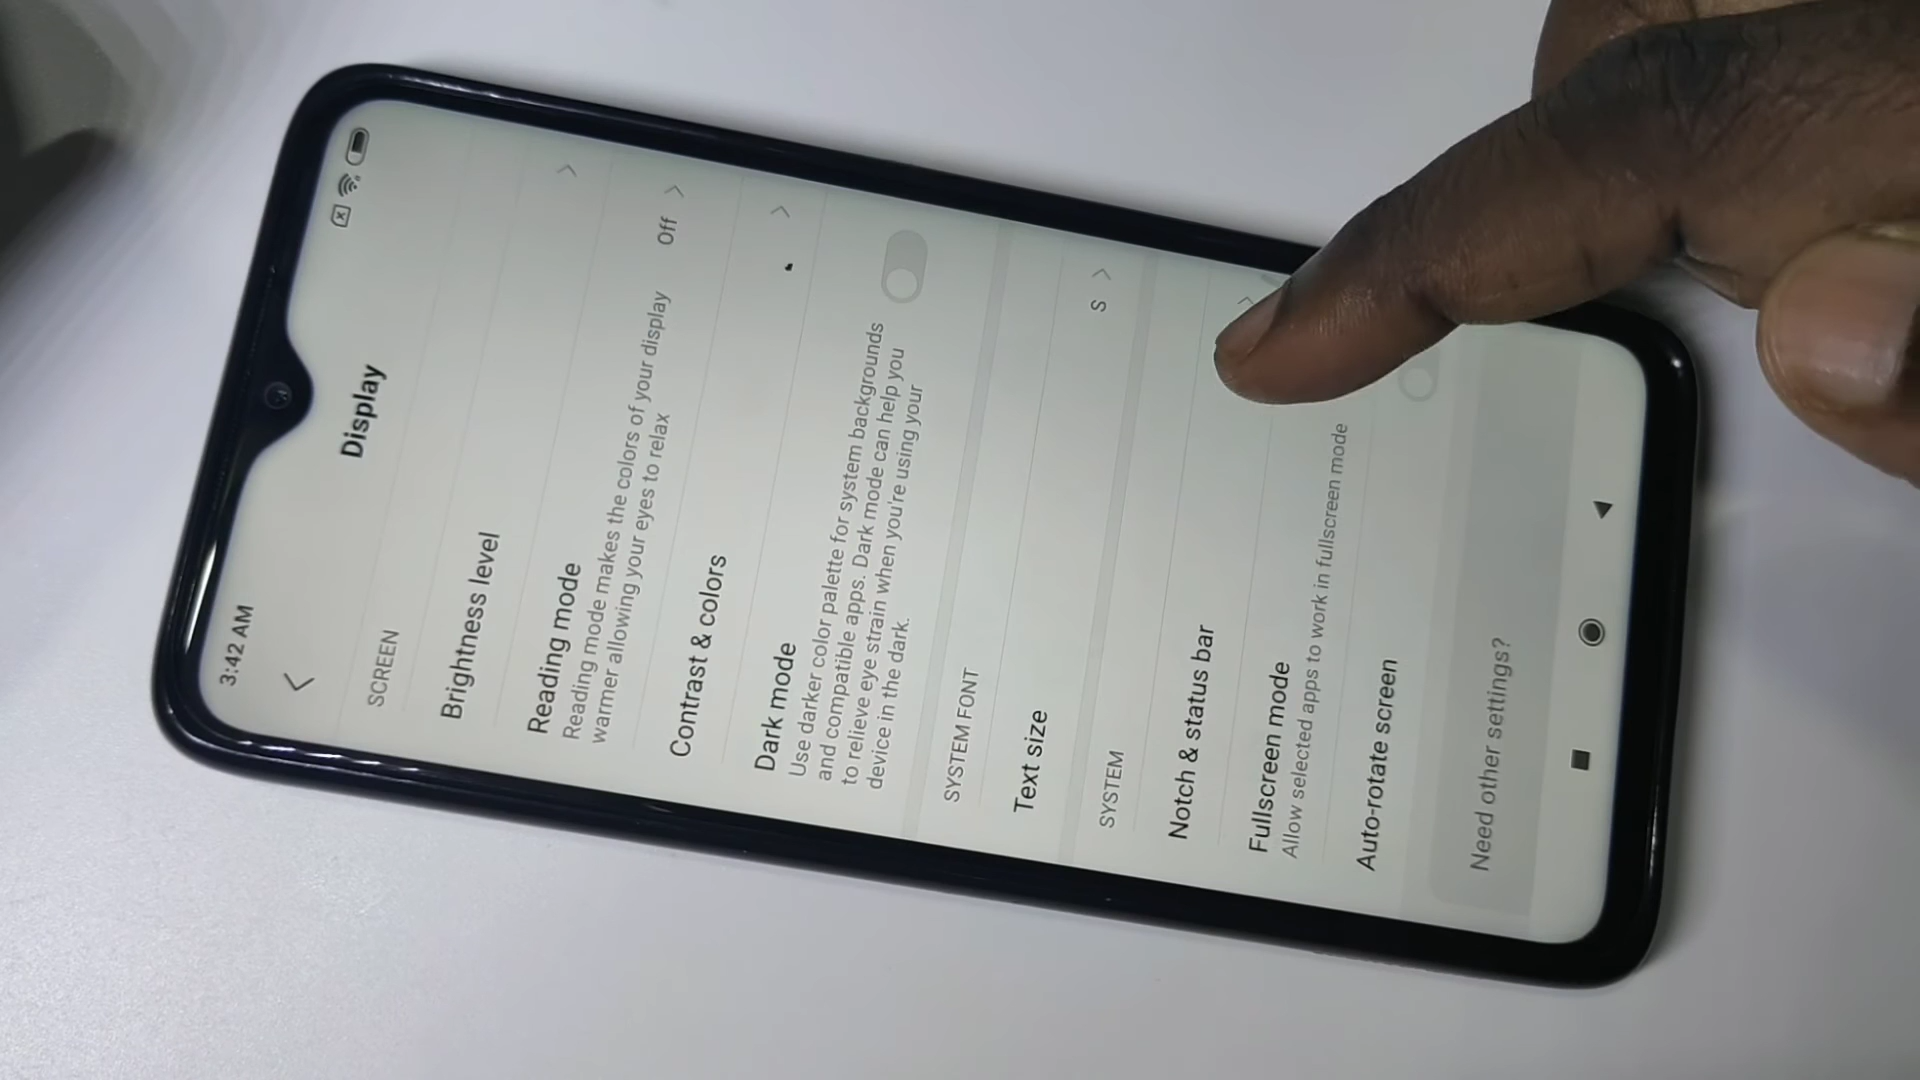 3:42 AM
Display
SCREEN
Brightness level
Reading mode
Reading mode makes the colors of your display
warmer allowing your eyes to relax
Off
Contrast & colors
Dark mode
Use darker color palette for system backgrounds
and compatible apps. Dark mode can help you
to relieve eye strain when you're using your
device in the dark.
SYSTEM FONT
Text size
S
SYSTEM
Notch & status bar
Fullscreen mode
Allow selected apps to work in fullscreen mode
Auto-rotate screen
Need other settings?